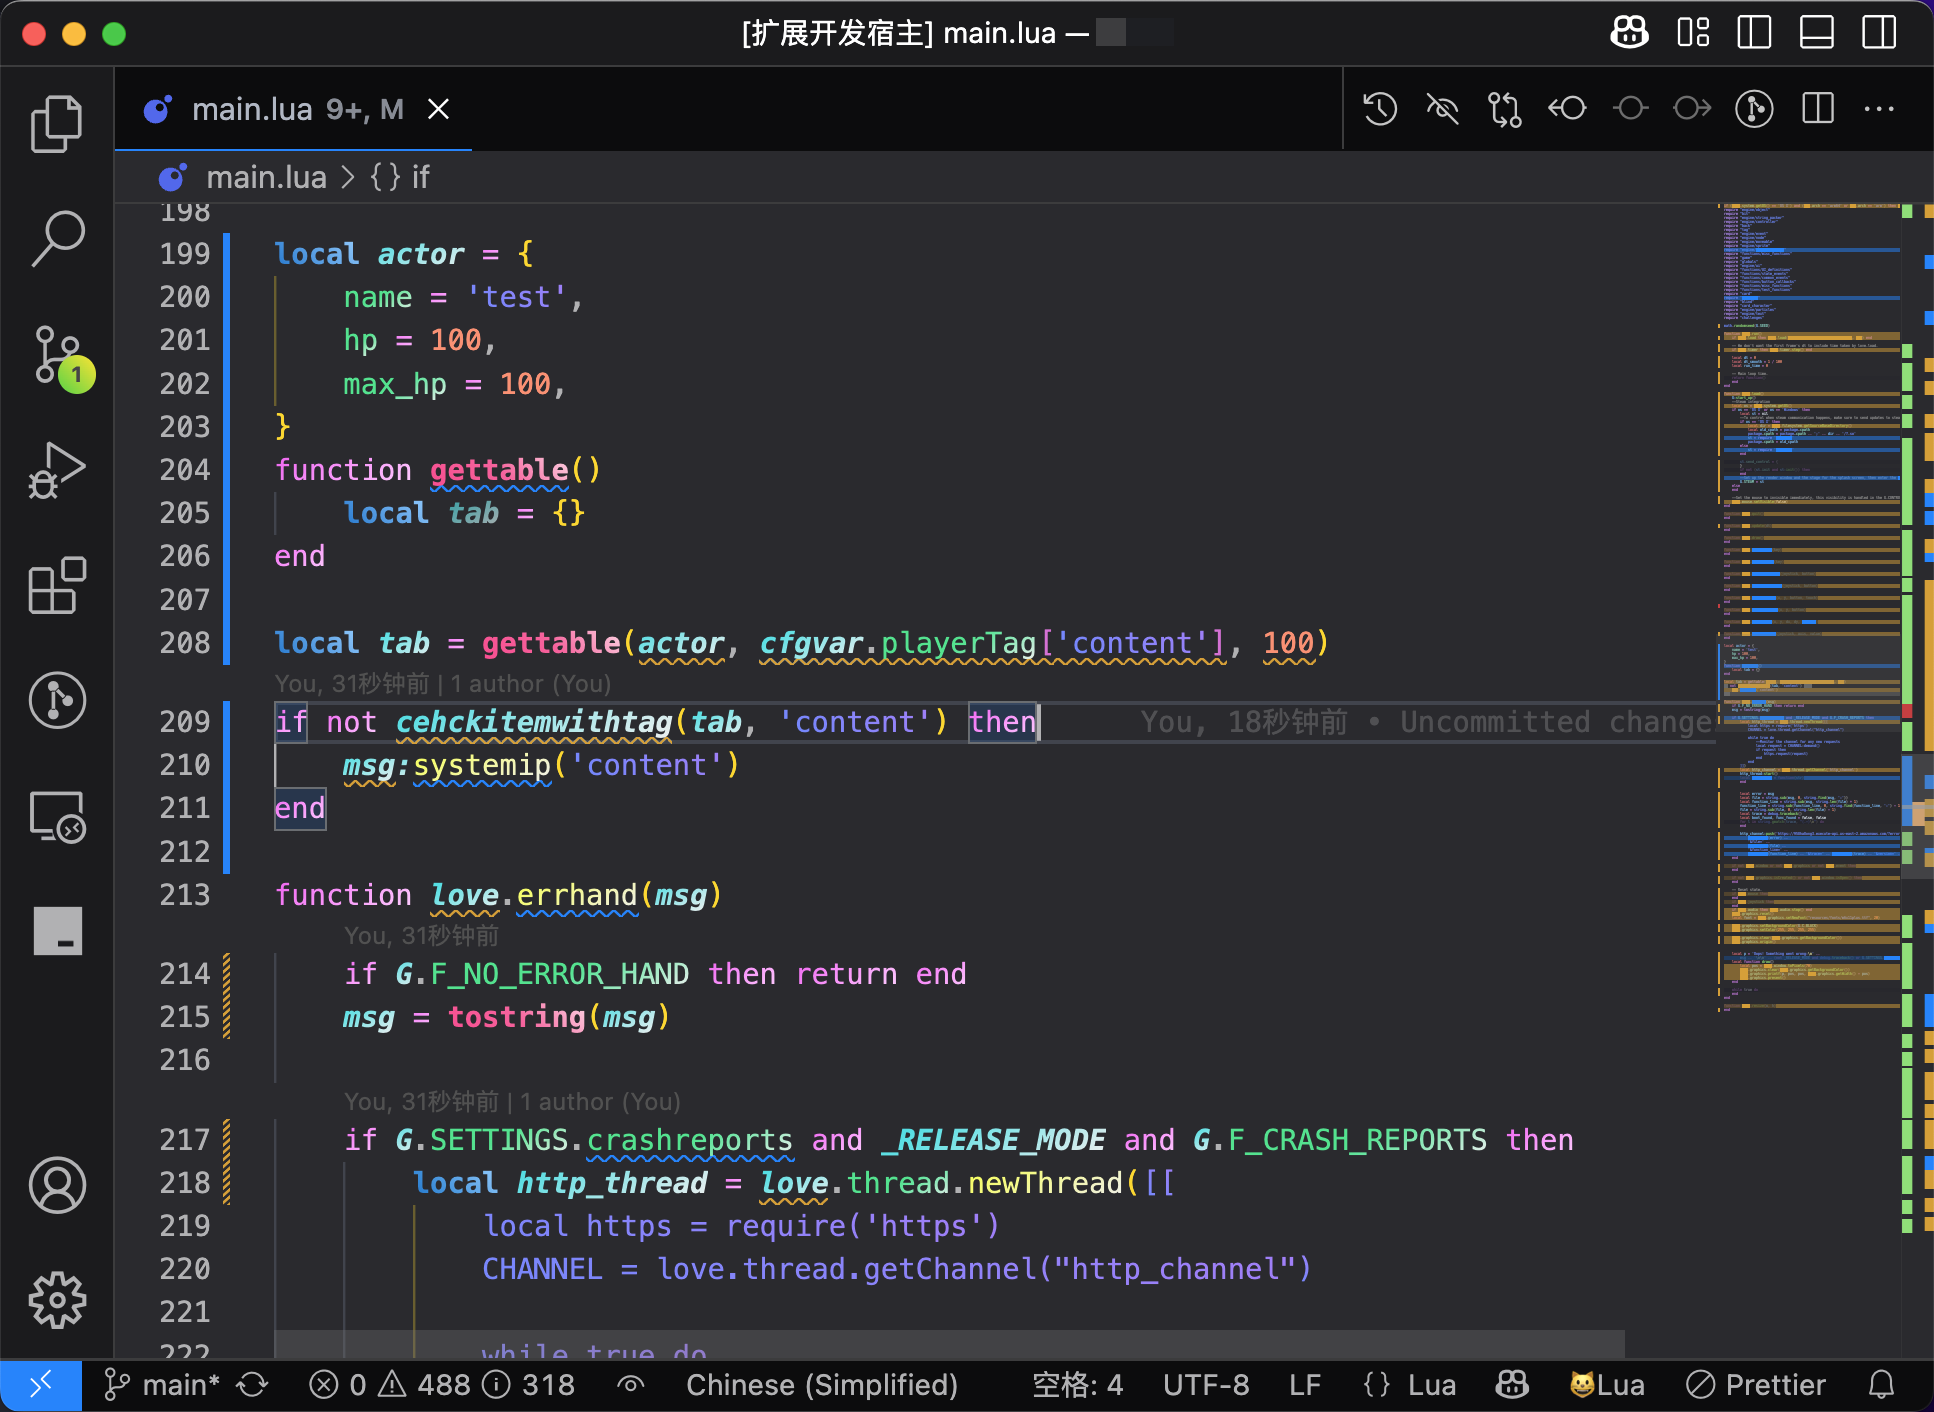 [扩展开发宿主] main.lua —
main.lua 9+, M
main.lua > {} if
198
199 local actor = {
200 name = 'test',
201 hp = 100,
202 max_hp = 100,
203 }
204 function gettable()
205 local tab = {}
206 end
207
208 local tab = gettable(actor, cfgvar.playerTag['content'], 100)
You, 31秒钟前 | 1 author (You)
209 if not cehckitemwithtag(tab, 'content') then You, 18秒钟前 • Uncommitted change
210 msg:systemip('content')
211 end
212
213 function love.errhand(msg)
You, 31秒钟前
214 if G.F_NO_ERROR_HAND then return end
215 msg = tostring(msg)
216
You, 31秒钟前 | 1 author (You)
217 if G.SETTINGS.crashreports and _RELEASE_MODE and G.F_CRASH_REPORTS then
218 local http_thread = love.thread.newThread([[
219 local https = require('https')
220 CHANNEL = love.thread.getChannel("http_channel")
221
222 while true do
1
main* 0 488 318 Chinese (Simplified) 空格: 4 UTF-8 LF {} Lua 😺Lua Prettier